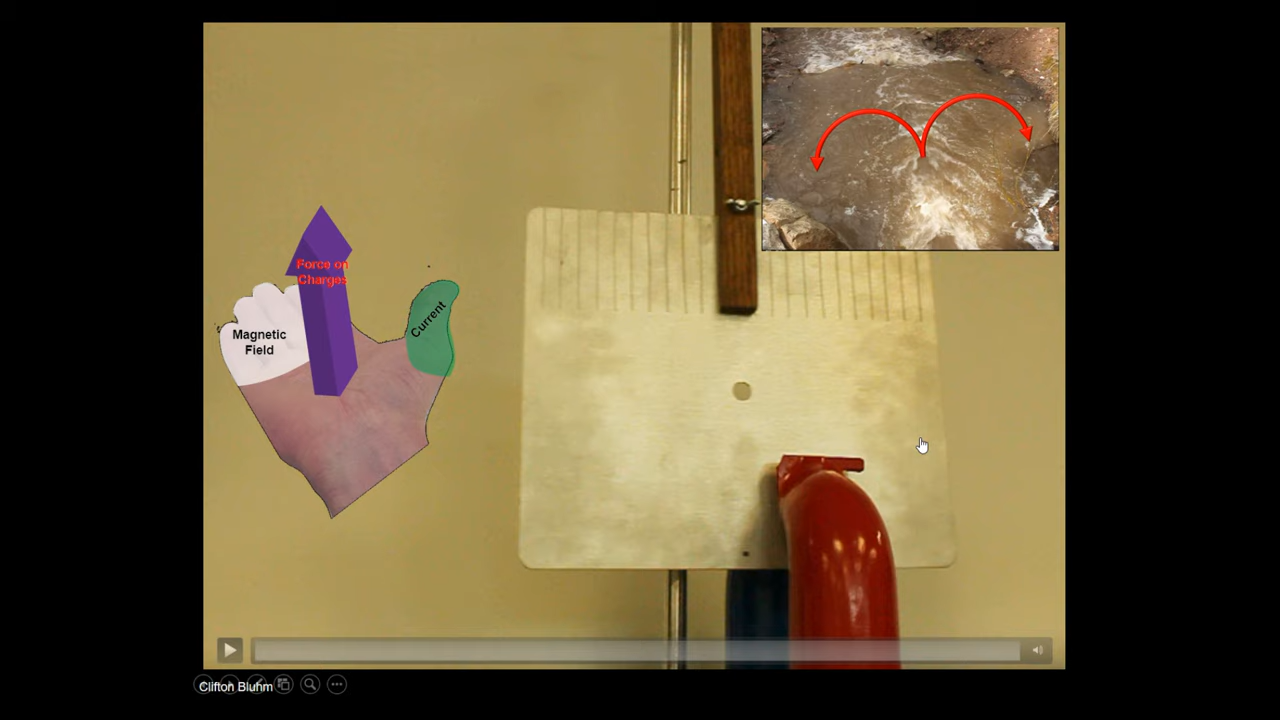 Force on
Charges
Magnetic
Field
Current
Clifton Bluhm